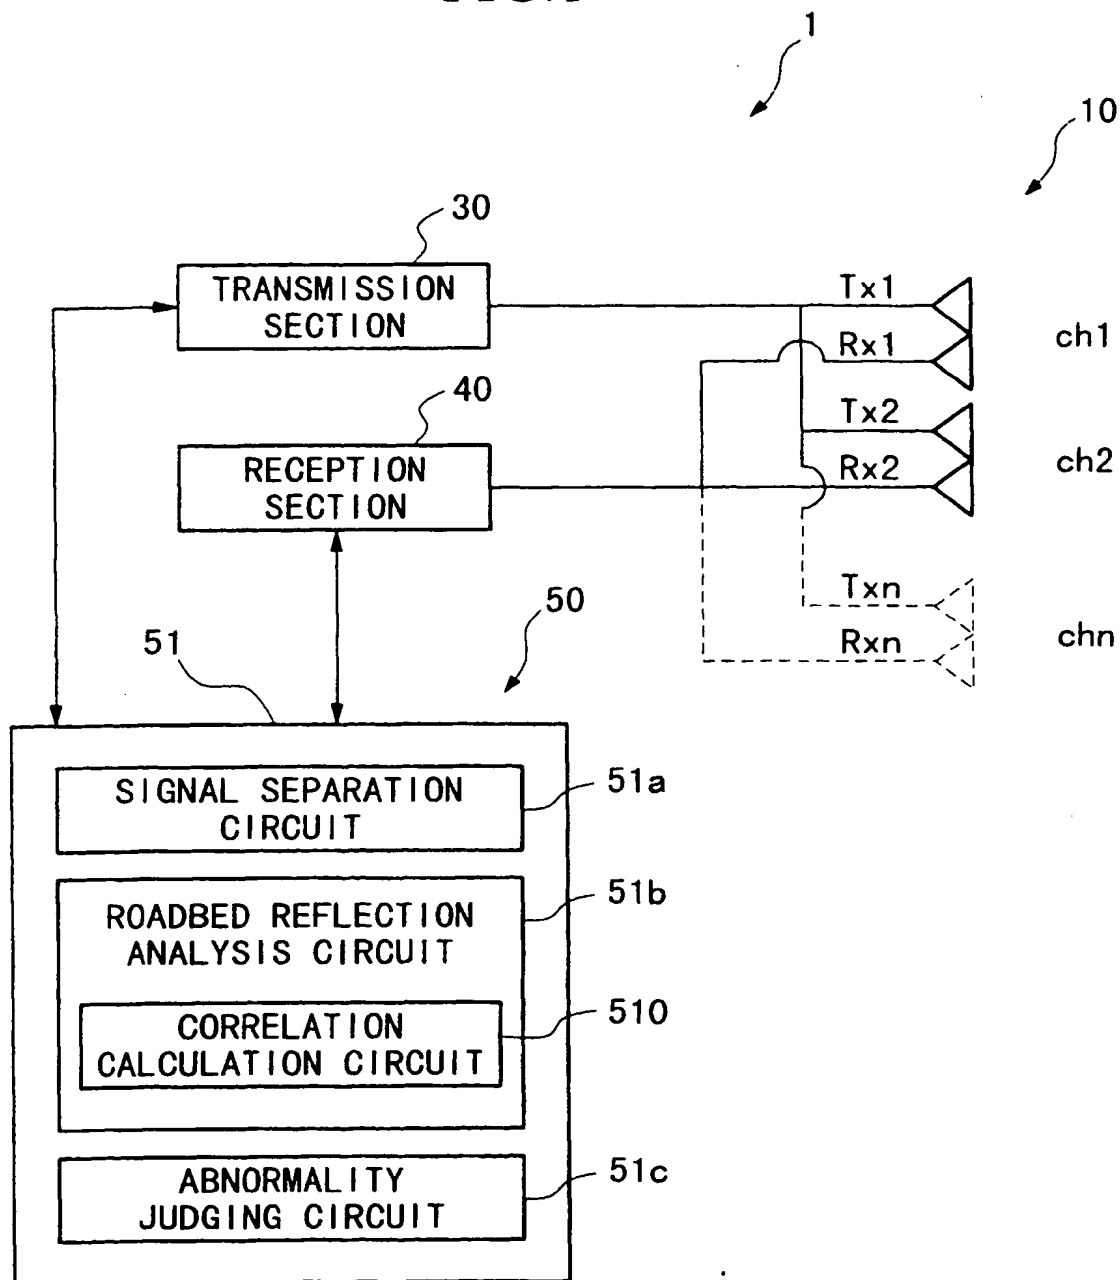 1
10
30
TRANSMISSION
SECTION
Tx1
Rx1
ch1
40
RECEPTION
SECTION
Tx2
Rx2
ch2
Txn
Rxn
chn
50
51
SIGNAL SEPARATION
CIRCUIT
51a
ROADBED REFLECTION
ANALYSIS CIRCUIT
51b
CORRELATION
CALCULATION CIRCUIT
510
ABNORMALITY
JUDGING CIRCUIT
51c